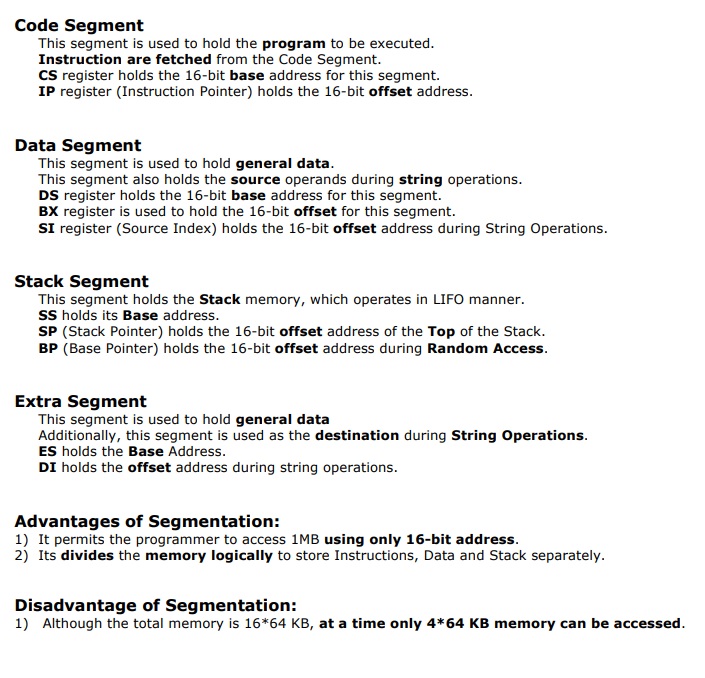 Code Segment
This segment is used to hold the program to be executed.
Instruction are fetched from the Code Segment.
CS register holds the 16-bit base address for this segment.
IP register (Instruction Pointer) holds the 16-bit offset address.
Data Segment
This segment is used to hold general data.
This segment also holds the source operands during string operations.
DS register holds the 16-bit base address for this segment.
BX register is used to hold the 16-bit offset for this segment.
SI register (Source Index) holds the 16-bit offset address during String Operations.
Stack Segment
This segment holds the Stack memory, which operates in LIFO manner.
SS holds its Base address.
SP (Stack Pointer) holds the 16-bit offset address of the Top of the Stack.
BP (Base Pointer) holds the 16-bit offset address during Random Access.
Extra Segment
This segment is used to hold general data
Additionally, this segment is used as the destination during String Operations.
ES holds the Base Address.
DI holds the offset address during string operations.
Advantages of Segmentation:
1) It permits the programmer to access 1MB using only 16-bit address.
2) Its divides the memory logically to store Instructions, Data and Stack separately.
Disadvantage of Segmentation:
1) Although the total memory is 16*64 KB, at a time only 4*64 KB memory can be accessed.